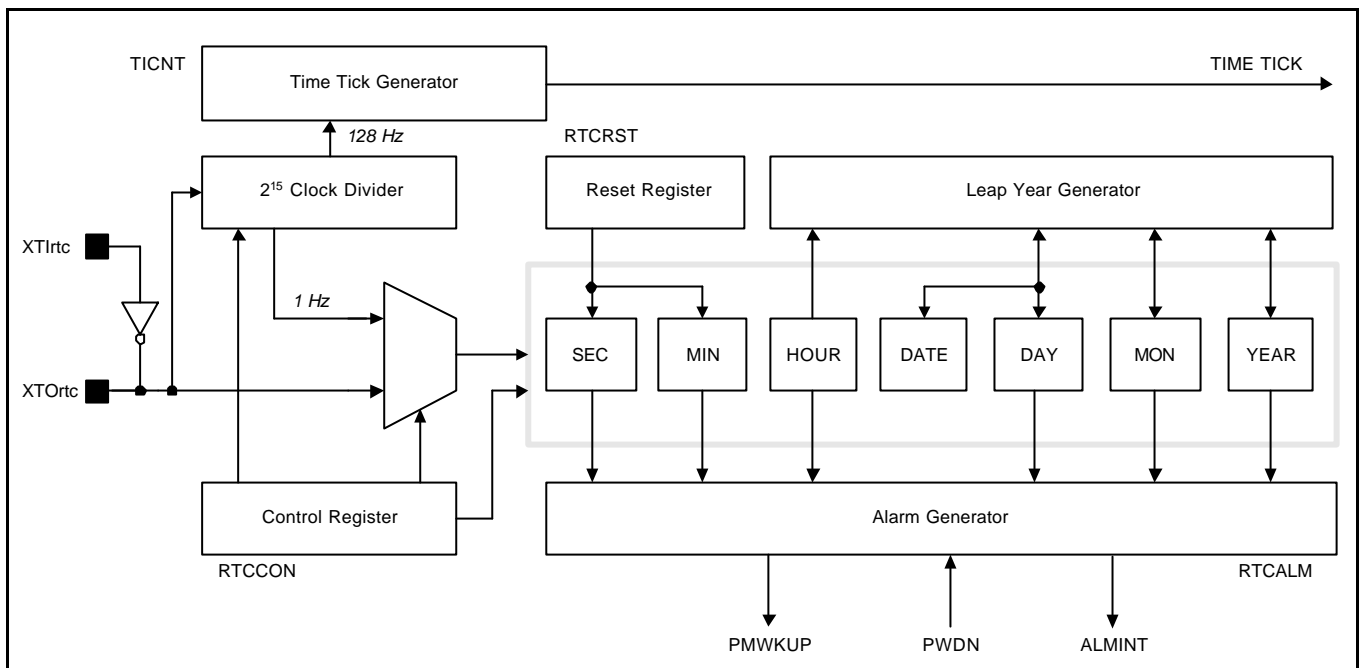 TICNT
Time Tick Generator
TIME TICK
128 Hz
RTCRST
2¹⁵ Clock Divider
Reset Register
Leap Year Generator
XTIrtc
1 Hz
SEC
MIN
HOUR
DATE
DAY
MON
YEAR
XTOrtc
Control Register
Alarm Generator
RTCCON
RTCALM
PMWKUP
PWDN
ALMINT